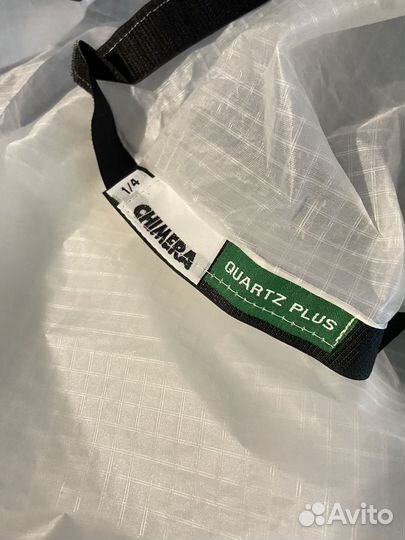 1/4
CHIMERA
QUARTZ PLUS
Avito